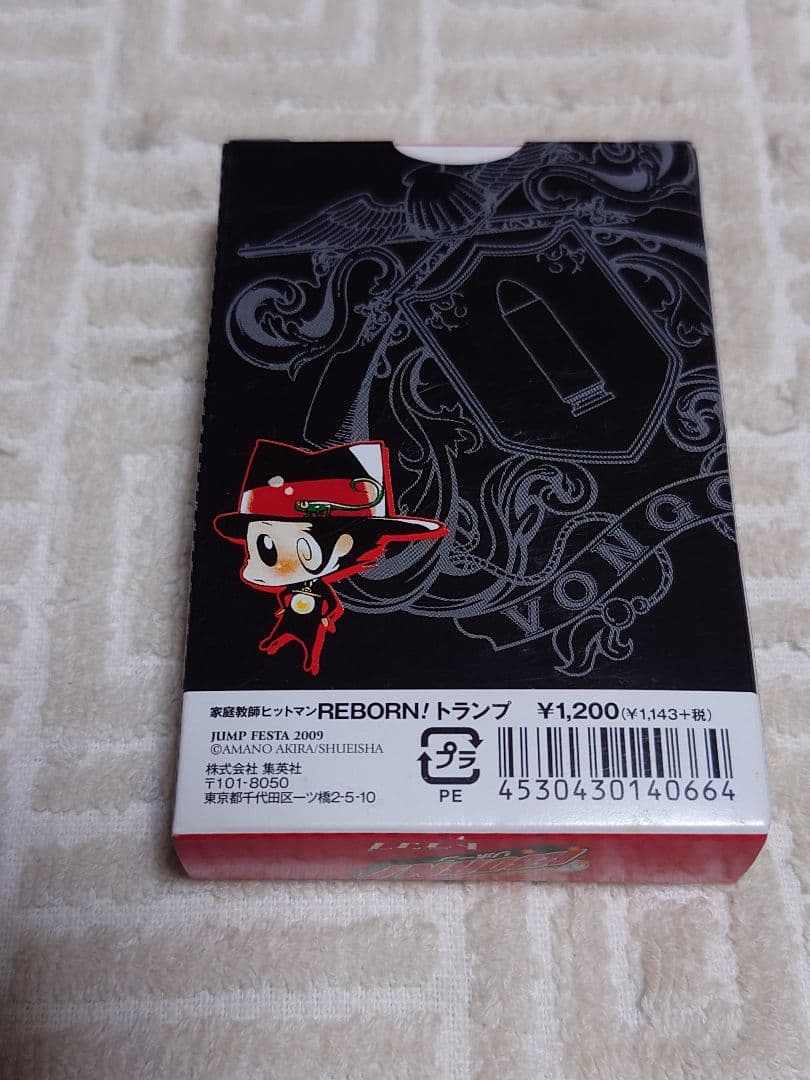 VONGO
家庭教師ヒットマンREBORN! トランプ ¥1,200(¥1,143+税)
JUMP FESTA 2009
©AMANO AKIRA/SHUEISHA
株式会社 集英社
〒101-8050
東京都千代田区一ツ橋2-5-10
プラ
PE
4530430140664